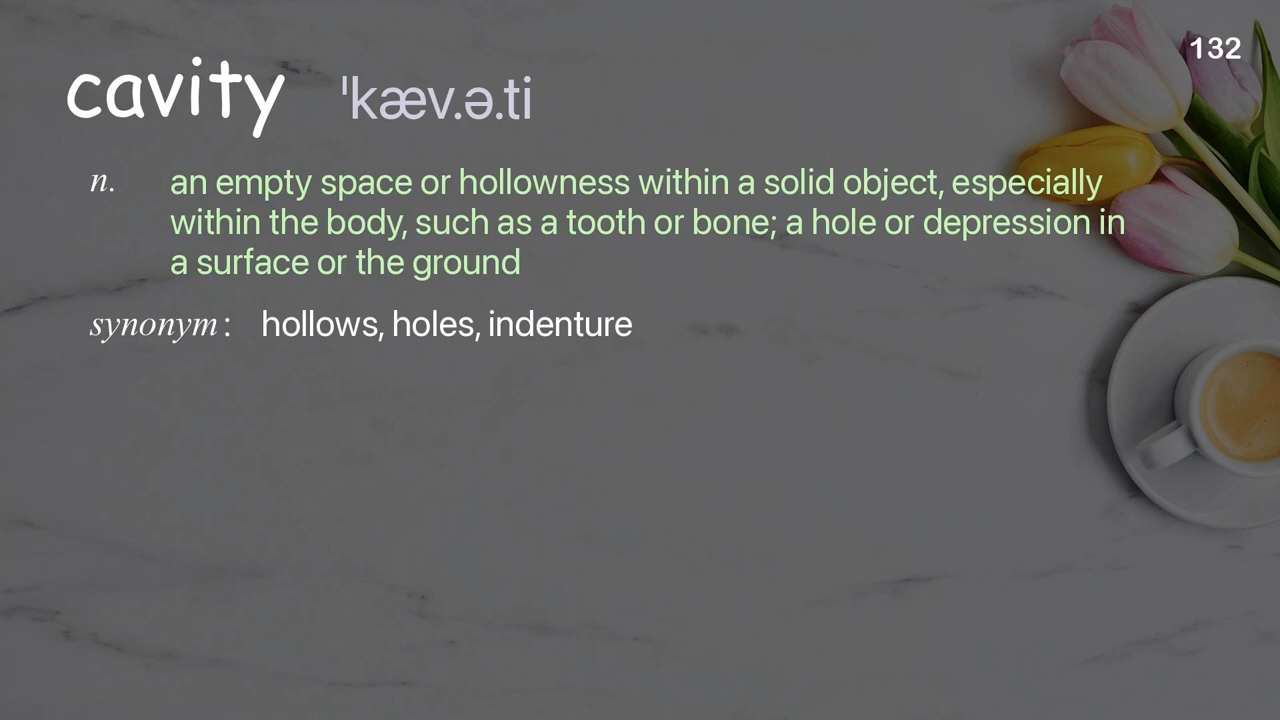 132
cavity ˈkæv.ə.ti
n. an empty space or hollowness within a solid object, especially
within the body, such as a tooth or bone; a hole or depression in
a surface or the ground
synonym: hollows, holes, indenture